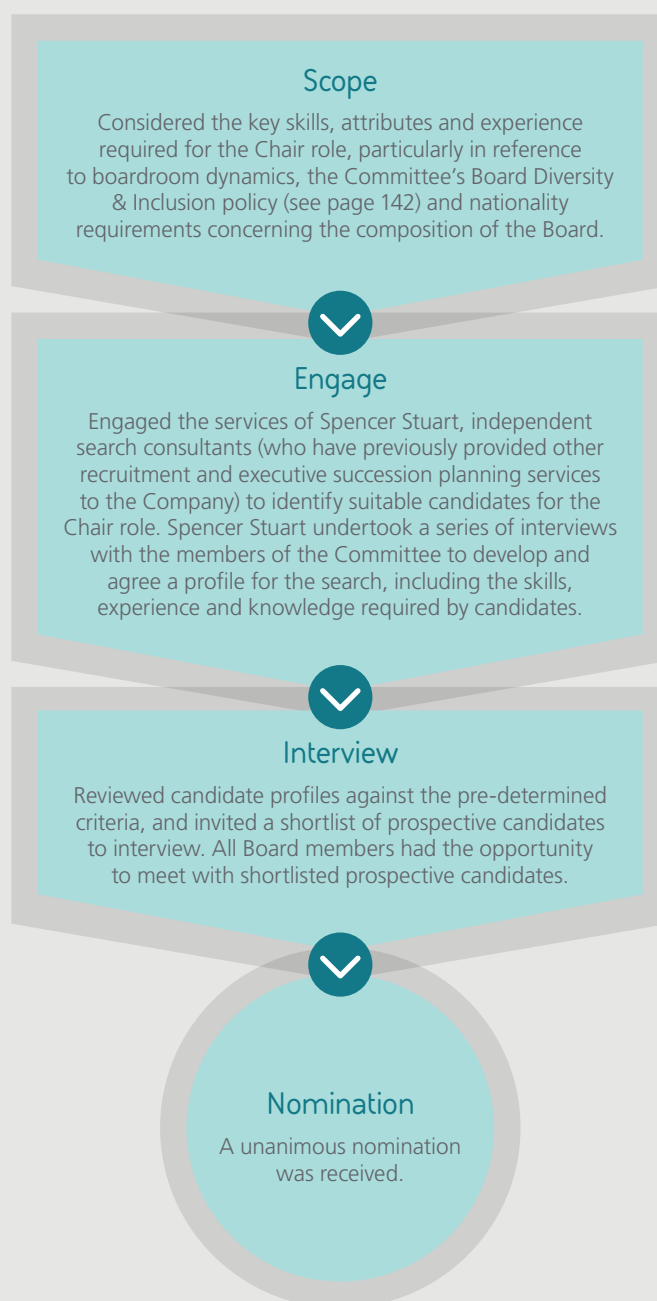 Scope
Considered the key skills, attributes and experience
required for the Chair role, particularly in reference
to boardroom dynamics, the Committee's Board Diversity
& Inclusion policy (see page 142) and nationality
requirements concerning the composition of the Board.
Engage
Engaged the services of Spencer Stuart, independent
search consultants (who have previously provided other
recruitment and executive succession planning services
to the Company) to identify suitable candidates for the
Chair role. Spencer Stuart undertook a series of interviews
with the members of the Committee to develop and
agree a profile for the search, including the skills,
experience and knowledge required by candidates.
Interview
Reviewed candidate profiles against the pre-determined
criteria, and invited a shortlist of prospective candidates
to interview. All Board members had the opportunity
to meet with shortlisted prospective candidates.
Nomination
A unanimous nomination
was received.